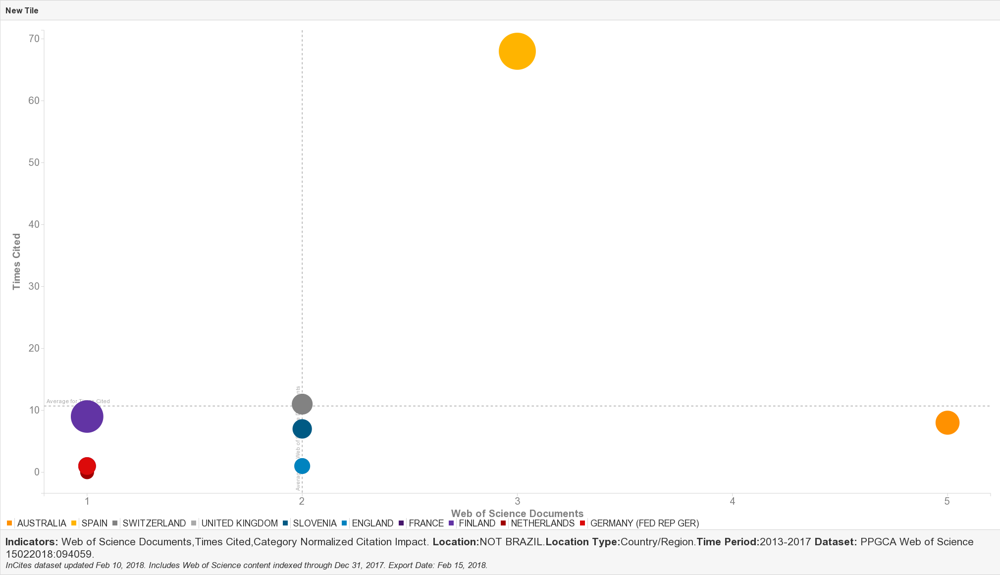 New Tile
70
60
50
40
30
20
10
0
Times Cited
Average for Times Cited
Web of
1
2
3
4
5
Web of Science Documents
AUSTRALIA SPAIN SWITZERLAND UNITED KINGDOM SLOVENIA ENGLAND FRANCE FINLAND NETHERLANDS GERMANY (FED REP GER)
Indicators: Web of Science Documents,Times Cited,Category Normalized Citation Impact. Location:NOT BRAZIL.Location Type:Country/Region.Time Period:2013-2017 Dataset: PPGCA Web of Science
15022018:094059.
InCites dataset updated Feb 10, 2018. Includes Web of Science content indexed through Dec 31, 2017. Export Date: Feb 15, 2018.